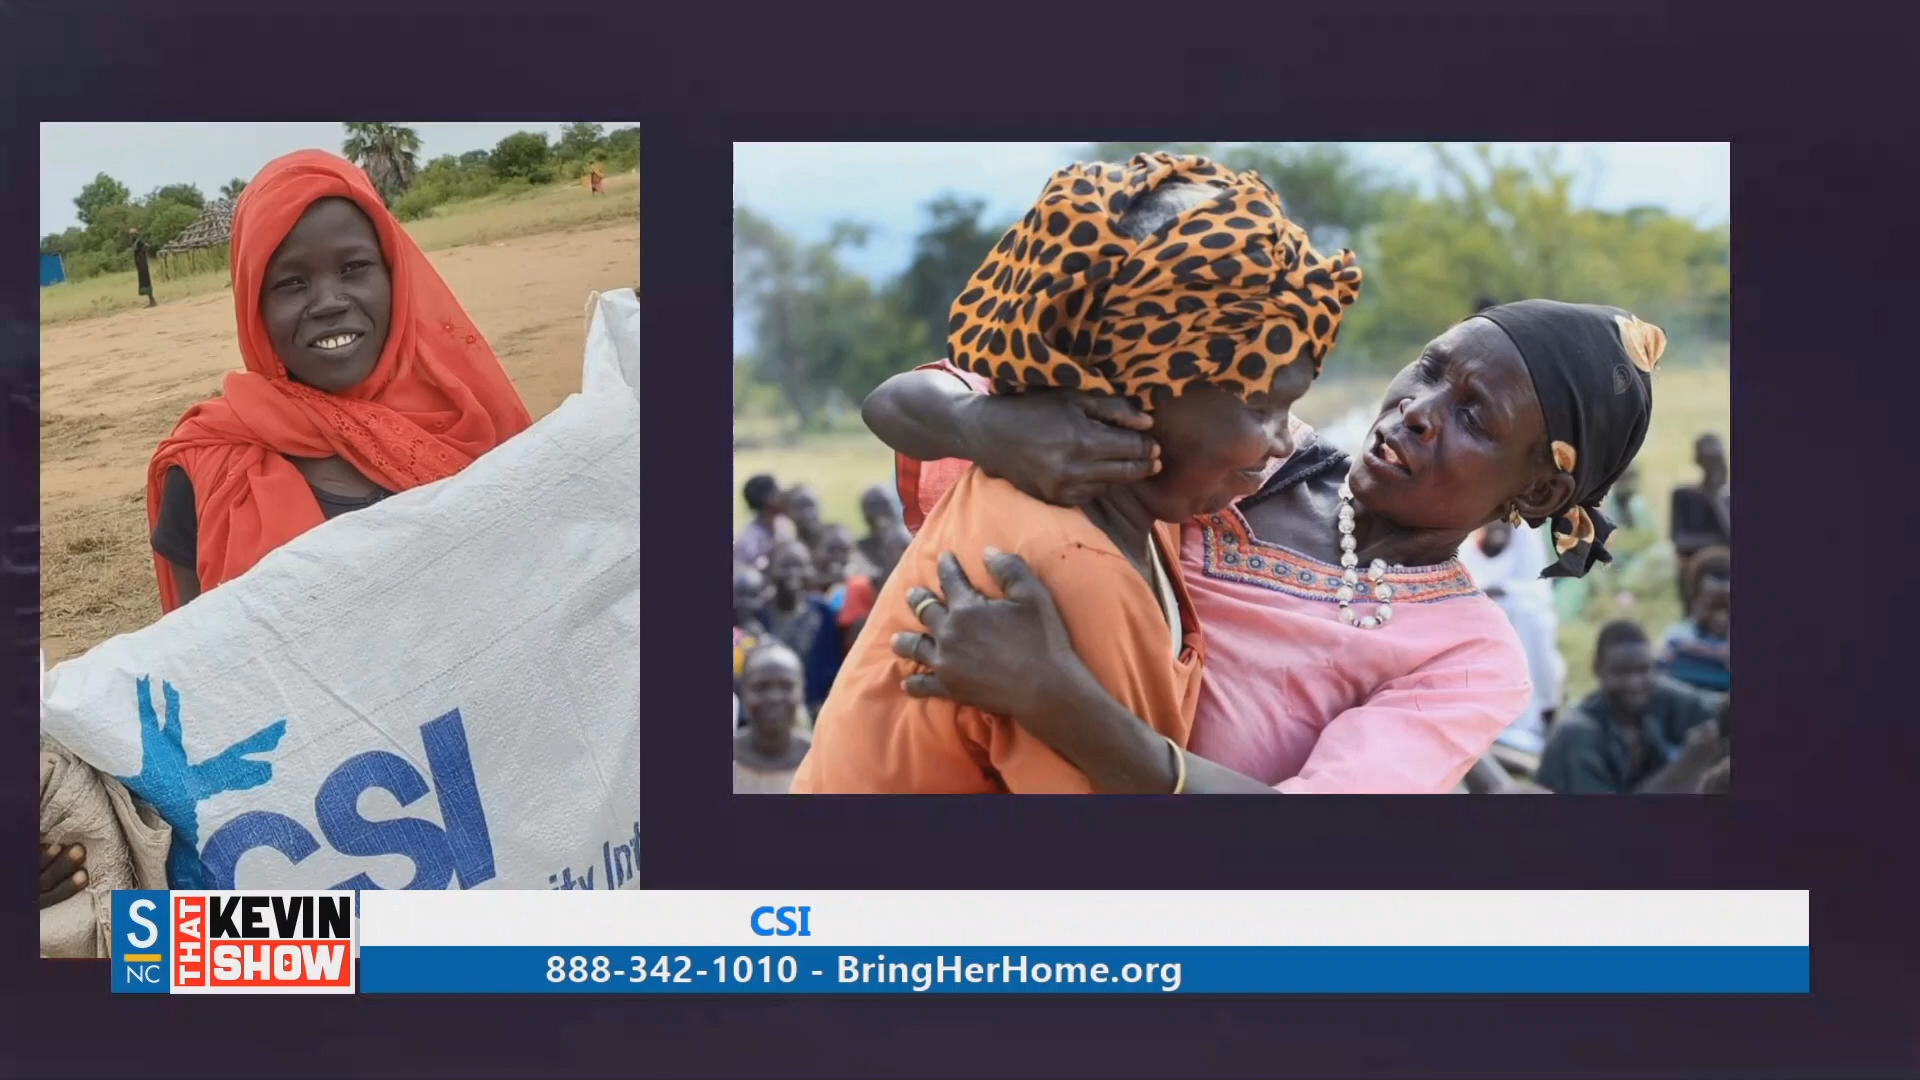 CSI
ity Int
S
NC
THAT
KEVIN
SHOW
CSI
888-342-1010 - BringHerHome.org